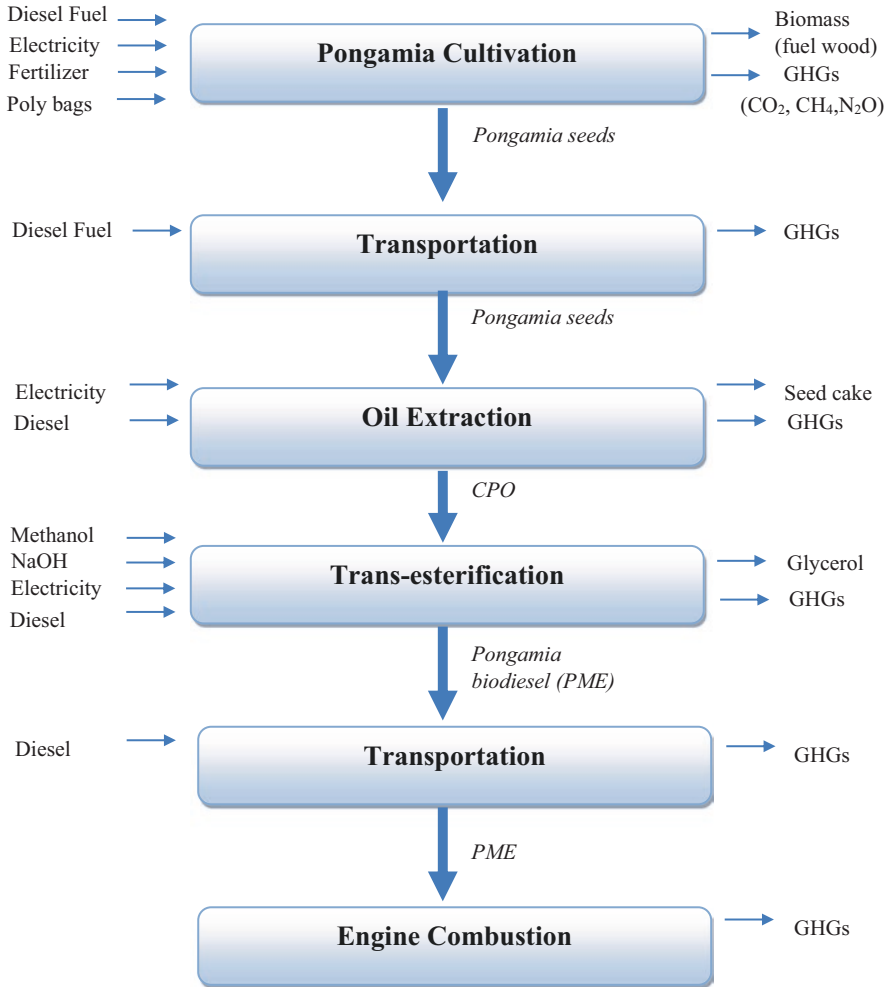 Diesel Fuel
Electricity
Fertilizer
Poly bags
Pongamia Cultivation
Biomass
(fuel wood)
GHGs
(CO₂, CH₄,N₂O)
Pongamia seeds
Diesel Fuel
Transportation
GHGs
Pongamia seeds
Electricity
Diesel
Oil Extraction
Seed cake
GHGs
CPO
Methanol
NaOH
Electricity
Diesel
Trans-esterification
Glycerol
GHGs
Pongamia
biodiesel (PME)
Diesel
Transportation
GHGs
PME
Engine Combustion
GHGs